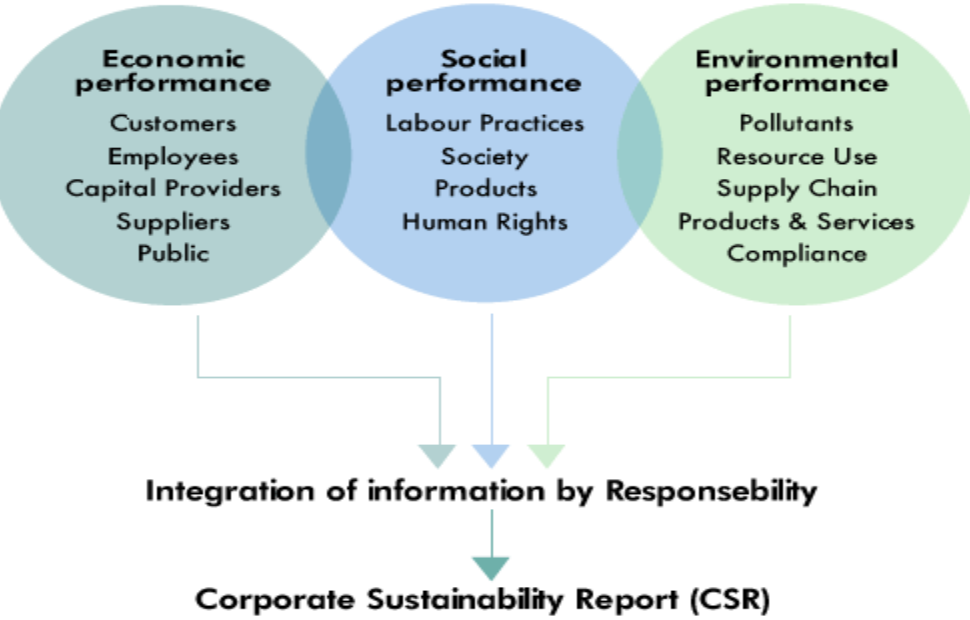 Economic
performance
Customers
Employees
Capital Providers
Suppliers
Public
Social
performance
Labour Practices
Society
Products
Human Rights
Environmental
performance
Pollutants
Resource Use
Supply Chain
Products & Services
Compliance
Integration of information by Responsebility
Corporate Sustainability Report (CSR)